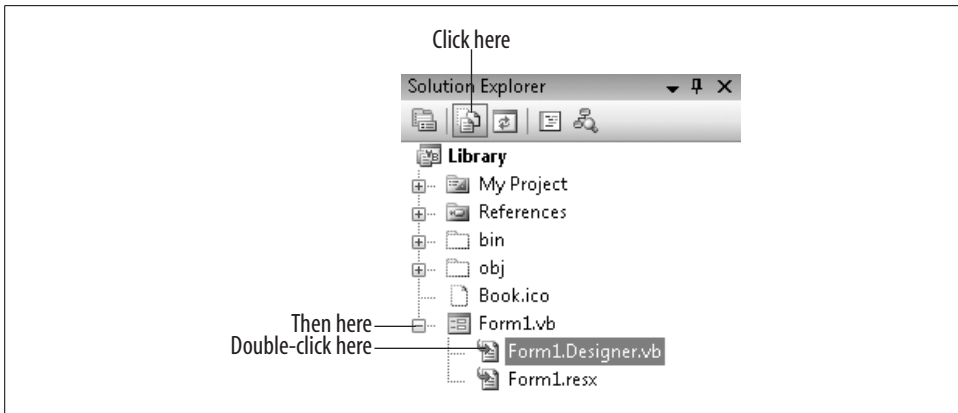 Click here
Solution Explorer
Library
My Project
References
bin
obj
Book.ico
Then here
Form1.vb
Double-click here
Form1.Designer.vb
Form1.resx